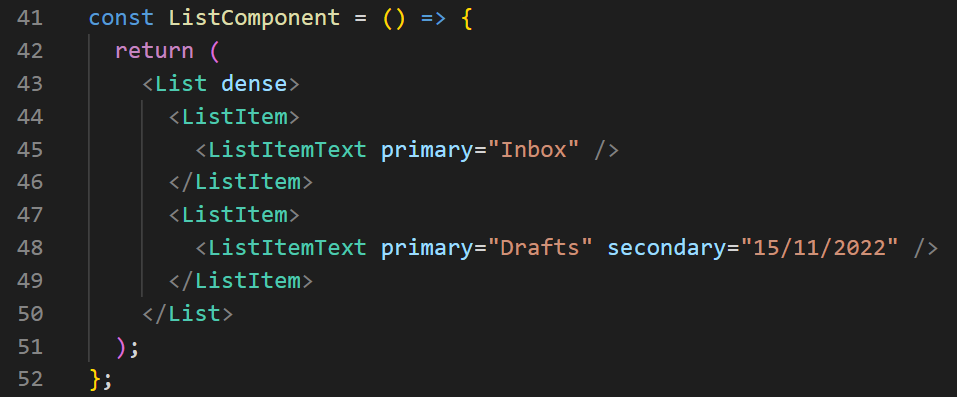 41 const ListComponent = () => {
42 return (
43 <List dense>
44 <ListItem>
45 <ListItemText primary="Inbox" />
46 </ListItem>
47 <ListItem>
48 <ListItemText primary="Drafts" secondary="15/11/2022" />
49 </ListItem>
50 </List>
51 );
52 };